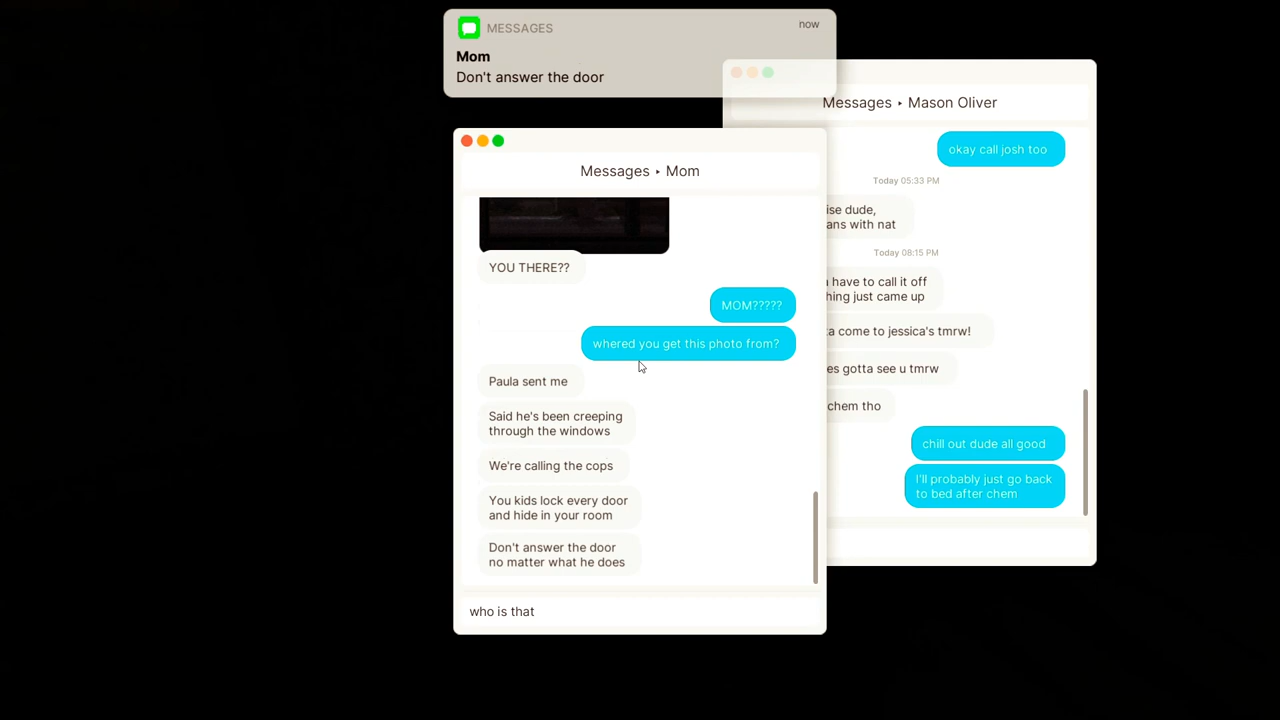 MESSAGES
now
Mom
Don't answer the door
Messages ‣ Mason Oliver
okay call josh too
Today 05:33 PM
ise dude,
ans with nat
Today 08:15 PM
have to call it off
hing just came up
a come to jessica's tmrw!
es gotta see u tmrw
chem tho
chill out dude all good
I'll probably just go back
to bed after chem
Messages ‣ Mom
YOU THERE??
MOM?????
whered you get this photo from?
Paula sent me
Said he's been creeping
through the windows
We're calling the cops
You kids lock every door
and hide in your room
Don't answer the door
no matter what he does
who is that